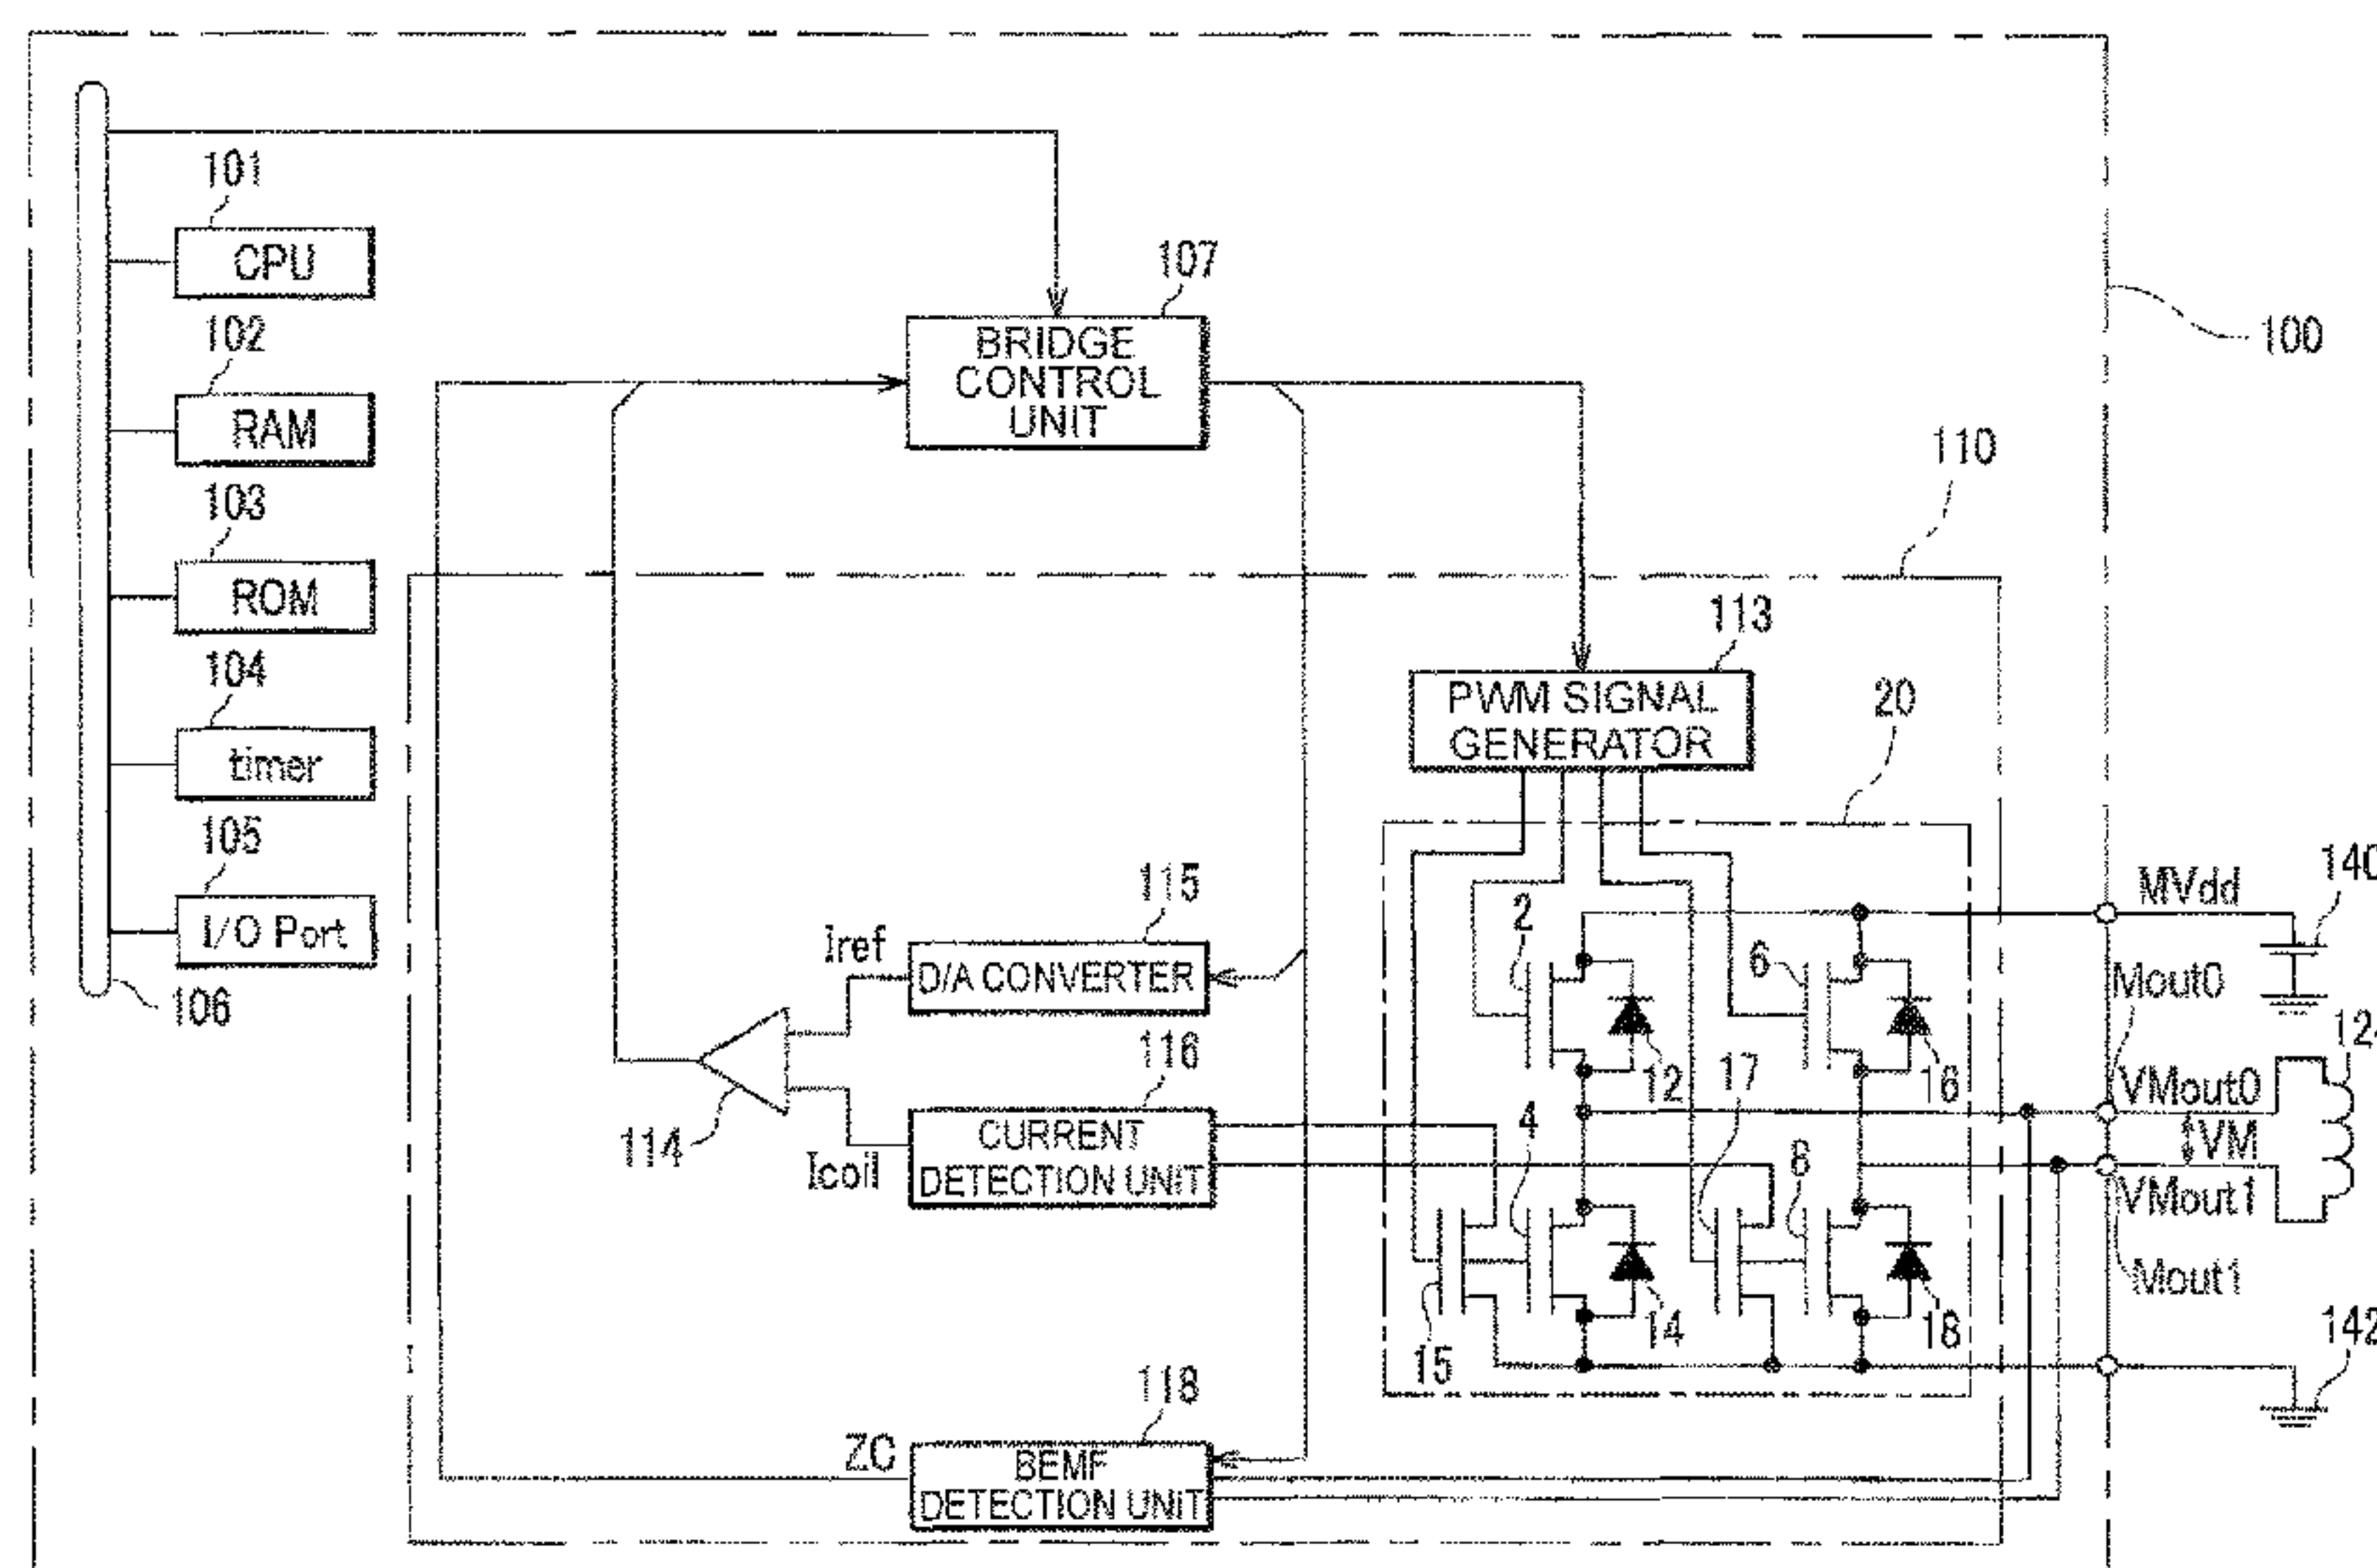 101
CPU
102
RAM
103
ROM
104
timer
105
I/O Port
106
107
BRIDGE
CONTROL
UNIT
100
110
113
PWM SIGNAL
GENERATOR
20
115
Iref
D/A CONVERTER
116
114
Icoil
CURRENT
DETECTION UNIT
118
ZC
BEMF
DETECTION UNIT
2
6
12
16
4
17
8
15
14
18
MVdd
140
Mout0
VMout0
VM
VMout1
Mout1
142